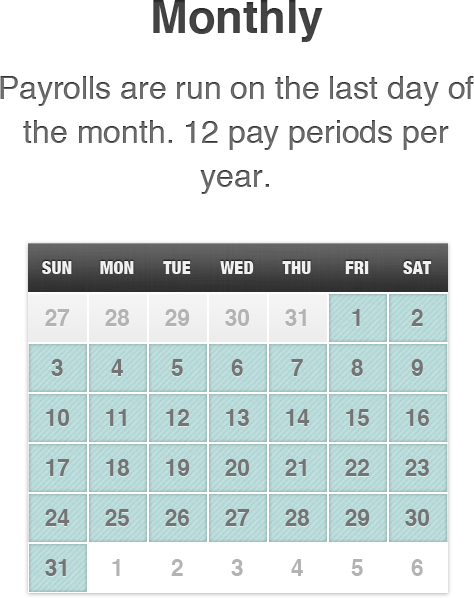 Monthly
Payrolls are run on the last day of
the month. 12 pay periods per
year.
SUN MON TUE WED THU FRI SAT
27 28 29 30 31 1 2
3 4 5 6 7 8 9
10 11 12 13 14 15 16
17 18 19 20 21 22 23
24 25 26 27 28 29 30
31 1 2 3 4 5 6